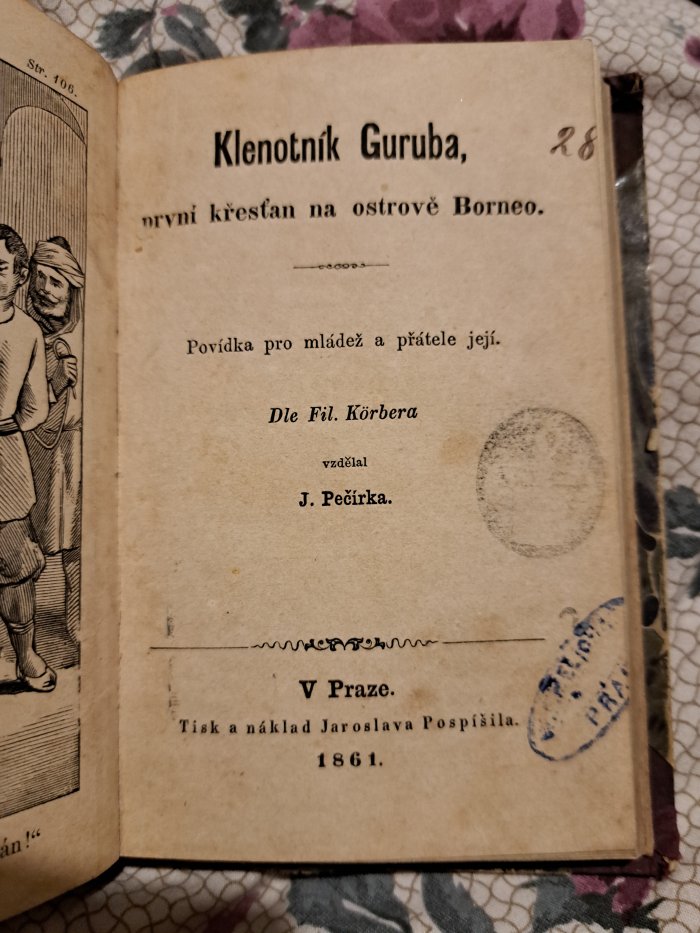 Str. 106.
án!“
28
Klenotník Guruba,
první křesťan na ostrově Borneo.
Povídka pro mládež a přátele její.
Dle Fil. Körbera
vzdělal
J. Pečírka.
V Praze.
Tisk a náklad Jaroslava Pospíšila.
1861.